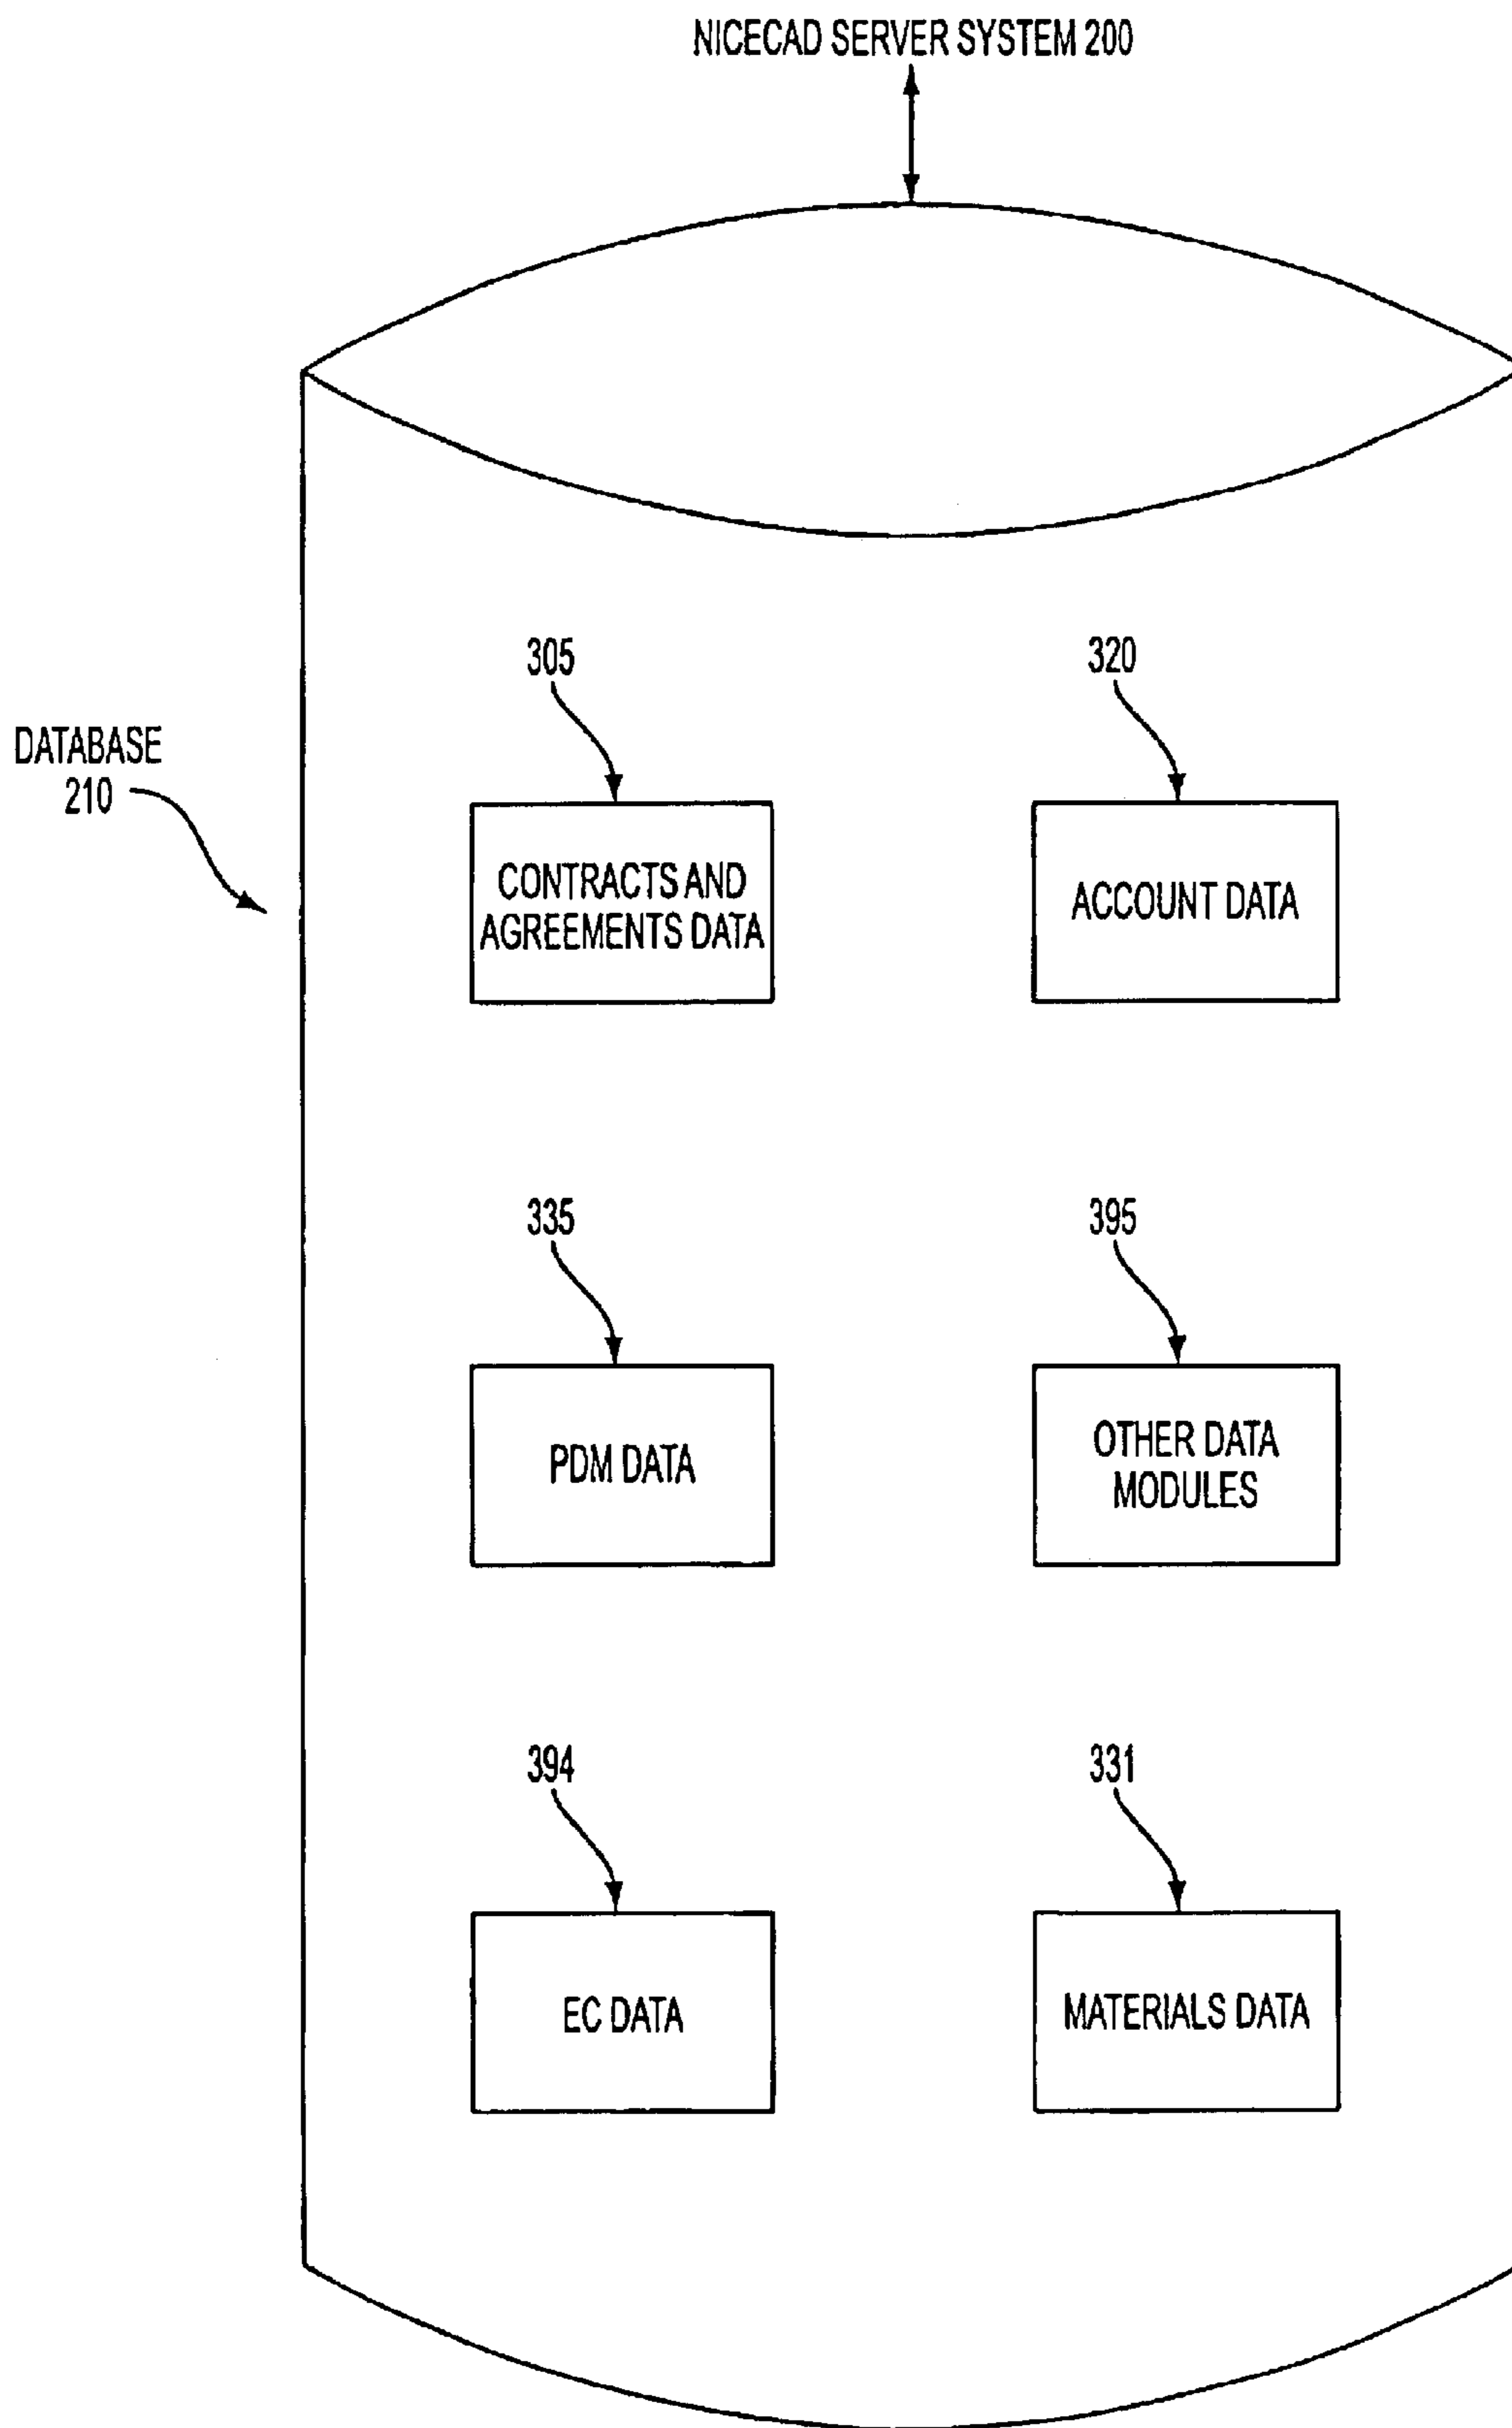 NICECAD SERVER SYSTEM 200
305
320
DATABASE
210
CONTRACTS AND
AGREEMENTS DATA
ACCOUNT DATA
335
395
PDM DATA
OTHER DATA
MODULES
394
331
EC DATA
MATERIALS DATA